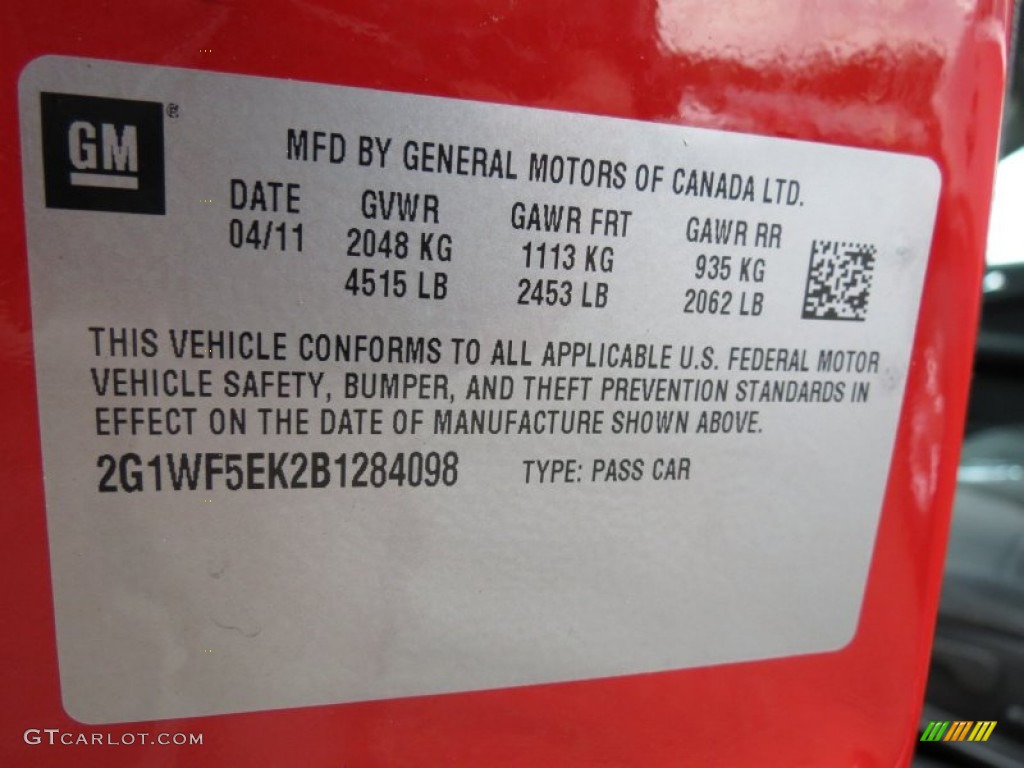 GM ®
MFD BY GENERAL MOTORS OF CANADA LTD.
DATE GVWR GAWR FRT GAWR RR
04/11 2048 KG 1113 KG 935 KG
4515 LB 2453 LB 2062 LB
THIS VEHICLE CONFORMS TO ALL APPLICABLE U.S. FEDERAL MOTOR
VEHICLE SAFETY, BUMPER, AND THEFT PREVENTION STANDARDS IN
EFFECT ON THE DATE OF MANUFACTURE SHOWN ABOVE.
2G1WF5EK2B1284098 TYPE: PASS CAR
GTCARLOT.COM